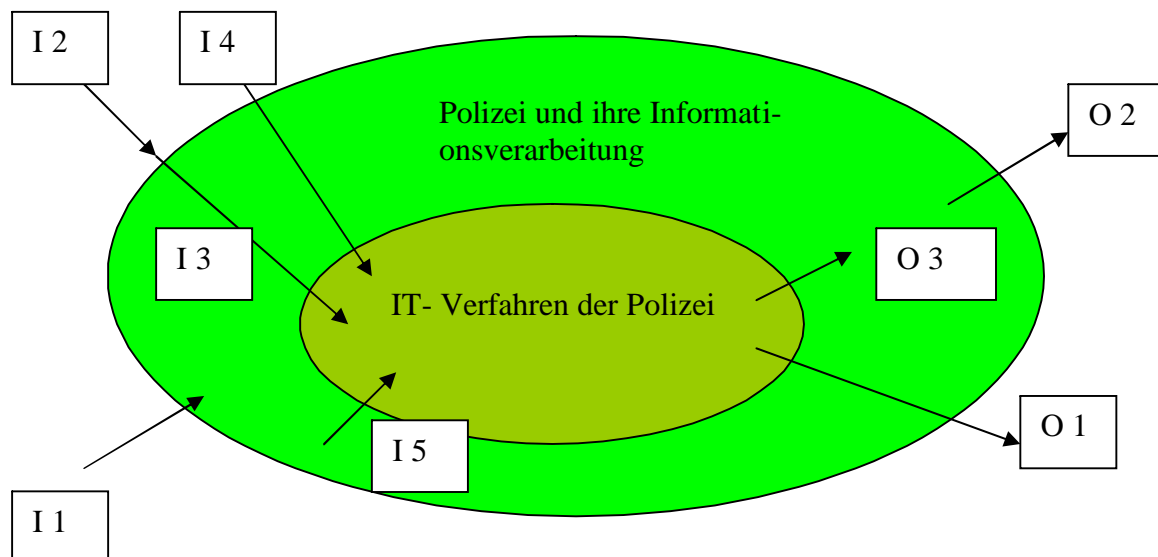 I 2
I 4
Polizei und ihre Informati-
onsverarbeitung
O 2
I 3
O 3
IT- Verfahren der Polizei
I 5
O 1
I 1